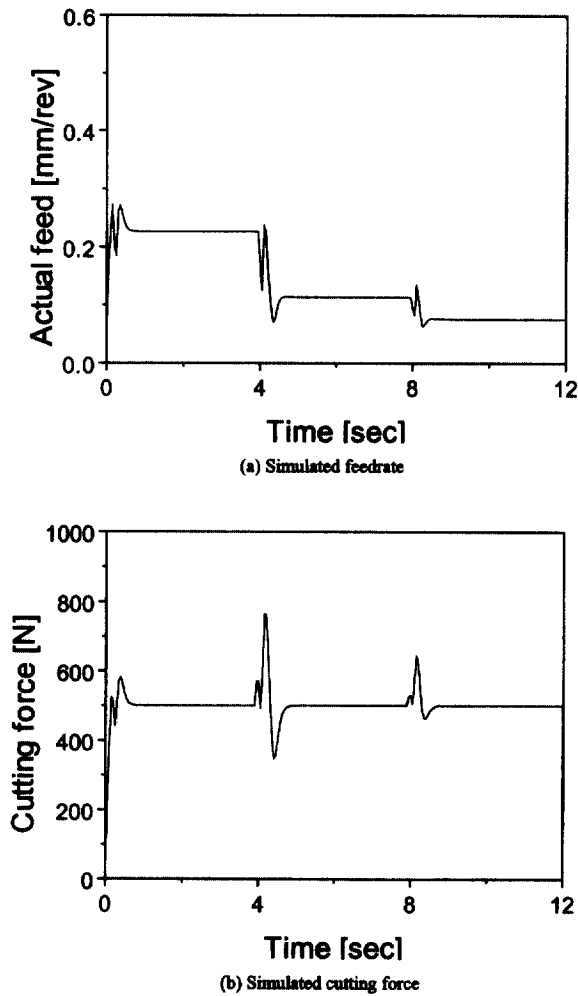 0.6
0.4
0.2
0.0
Actual feed [mm/rev]
0 4 8 12
Time [sec]
(a) Simulated feedrate
1000
800
600
400
200
0
Cutting force [N]
0 4 8 12
Time [sec]
(b) Simulated cutting force